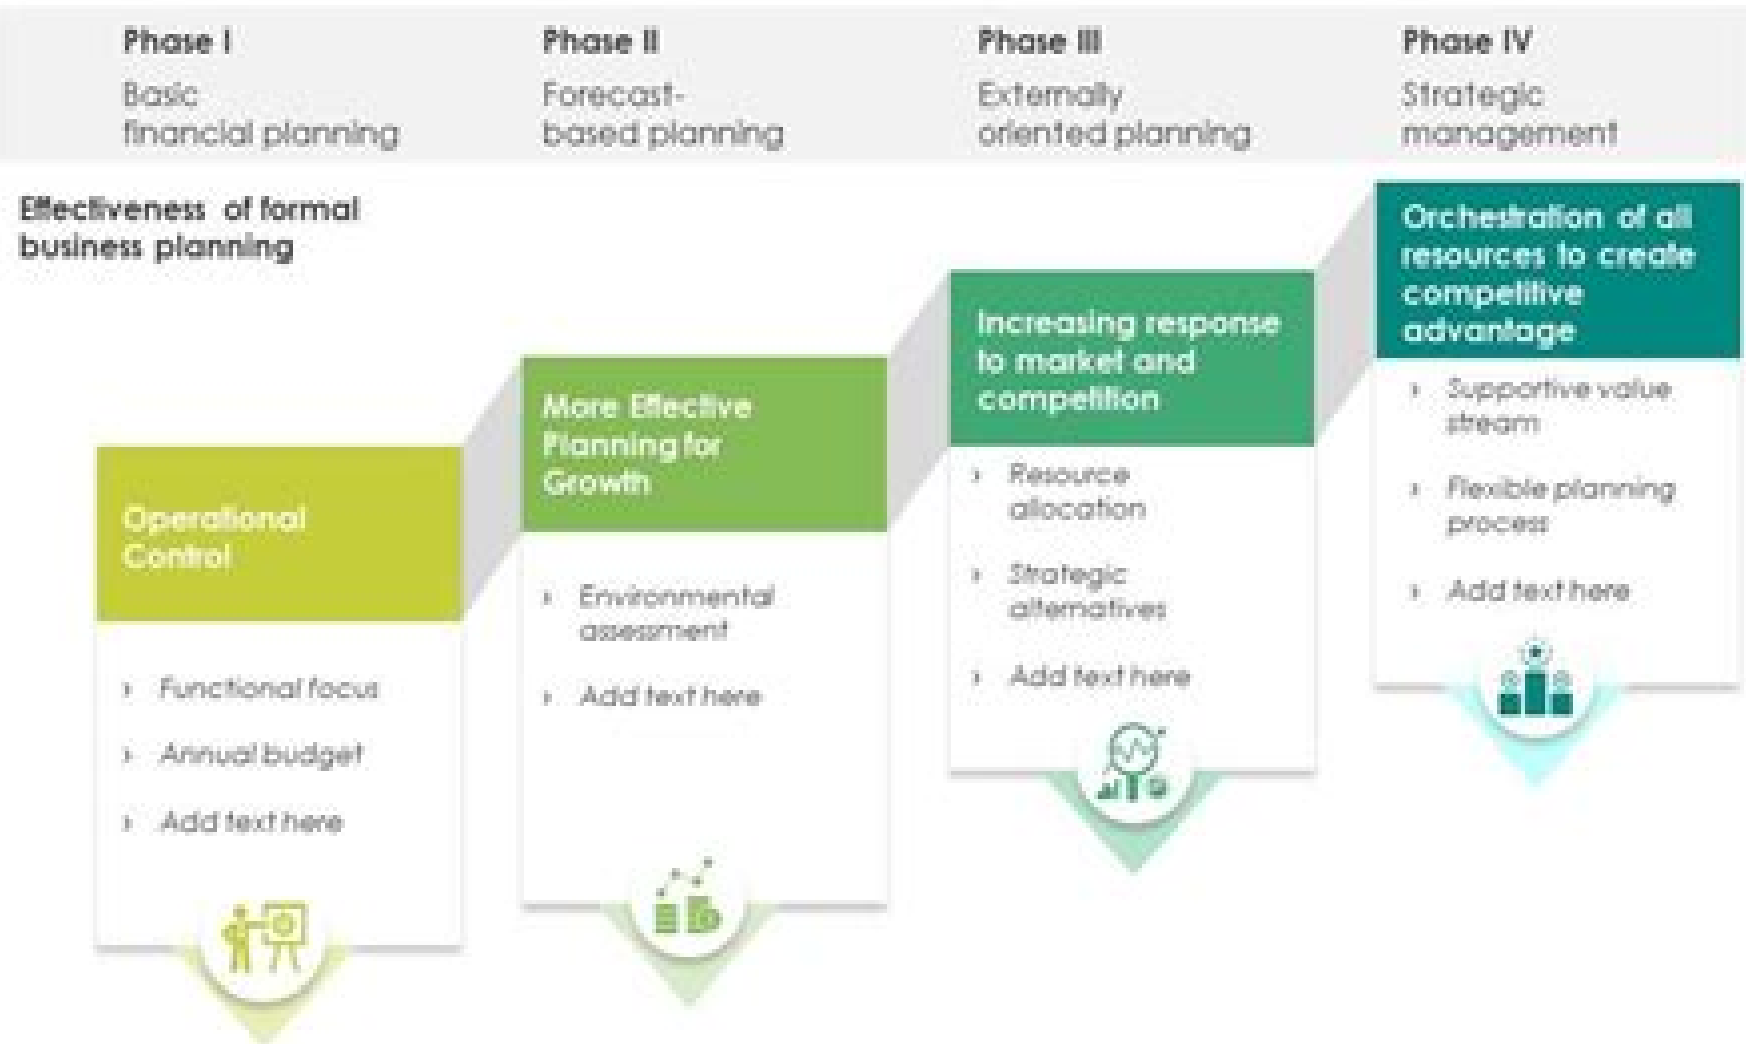 Phase I
Basic
financial planning
Phase II
Forecast-
based planning
Phase III
Externally
oriented planning
Phase IV
Strategic
management
Effectiveness of formal
business planning
Operational
Control
› Functional focus
› Annual budget
› Add text here
More Effective
Planning for
Growth
› Environmental
assessment
› Add text here
Increasing response
to market and
competition
› Resource
allocation
› Strategic
alternatives
› Add text here
Orchestration of all
resources to create
competitive
advantage
› Supportive value
stream
› Flexible planning
process
› Add text here